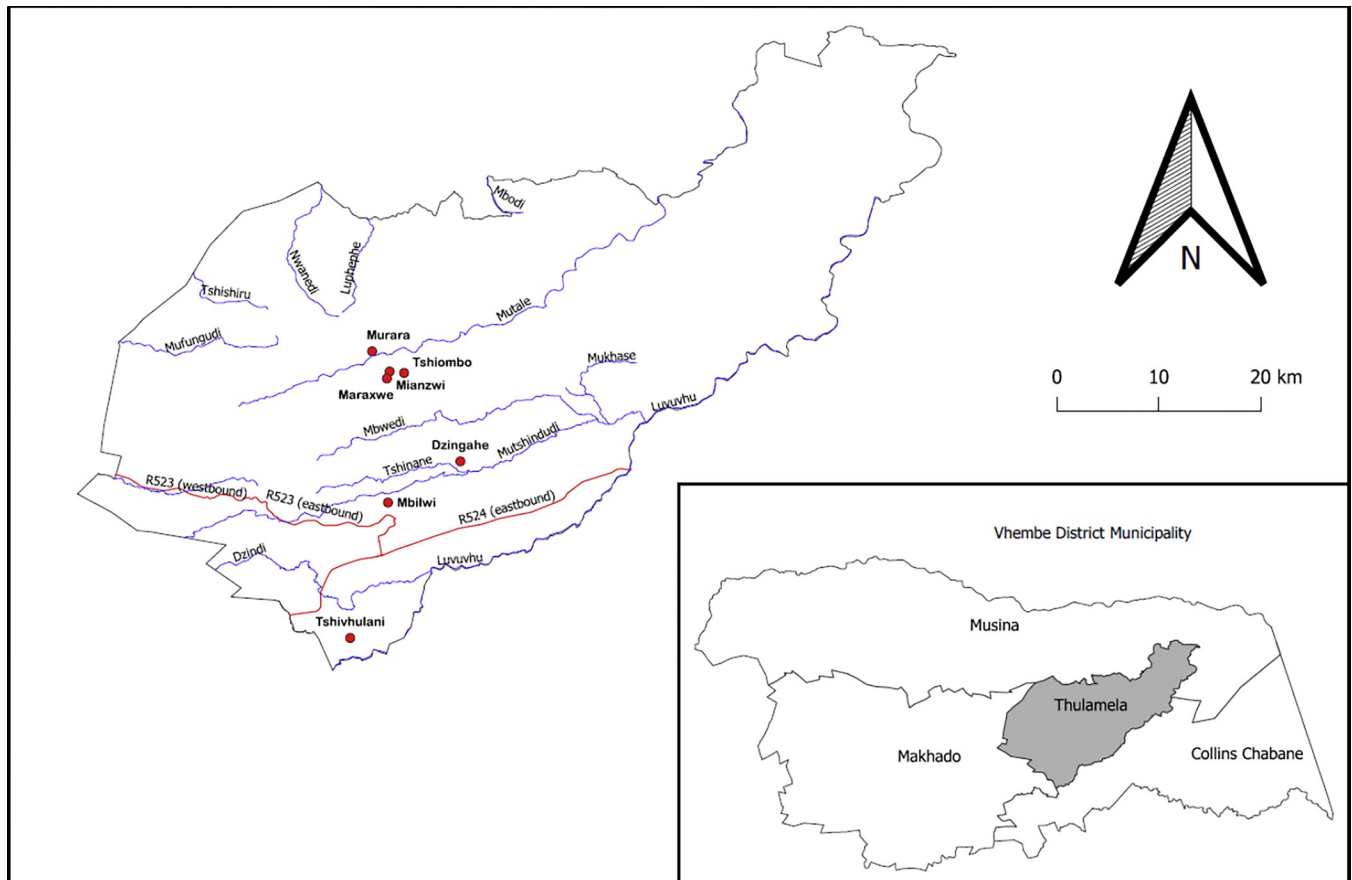 Mbodi
Nwanedi
Luphephe
N
Tshishiru
Mutale
Mufungudi
Murara
Tshiombo
Mukhase
0 10 20 km
Mianzwi
Maraxwe
Luvuvhu
Mbwedi
Dzingahe
Mutshindudi
Tshinane
R523 (westbound)
R523 (eastbound)
Mbilwi
R524 (eastbound)
Dzindi
Luvuvhu
Tshivhulani
Vhembe District Municipality
Musina
Thulamela
Makhado
Collins Chabane